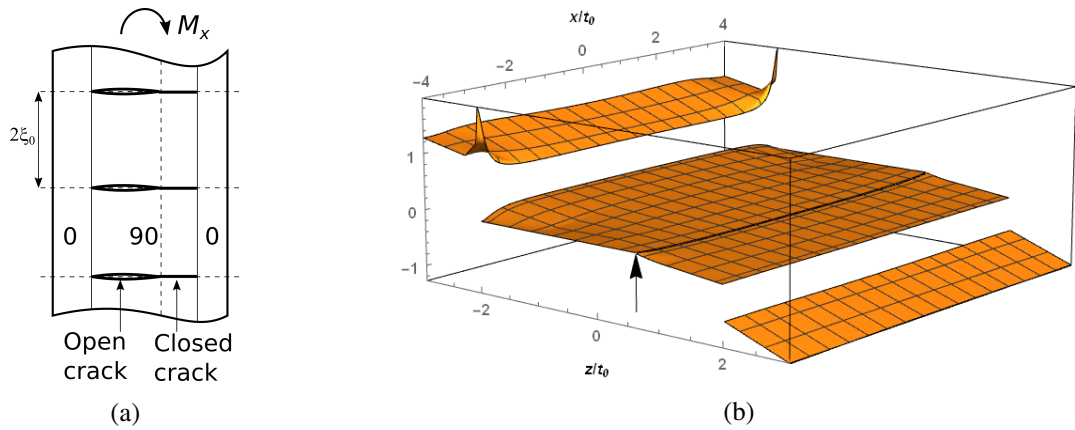 Mₓ
2ξ₀
0 90 0
Open crack
Closed crack
(a)
x/t₀
−4 −2 0 2 4
1
0
−1
−2 0 2
z/t₀
(b)